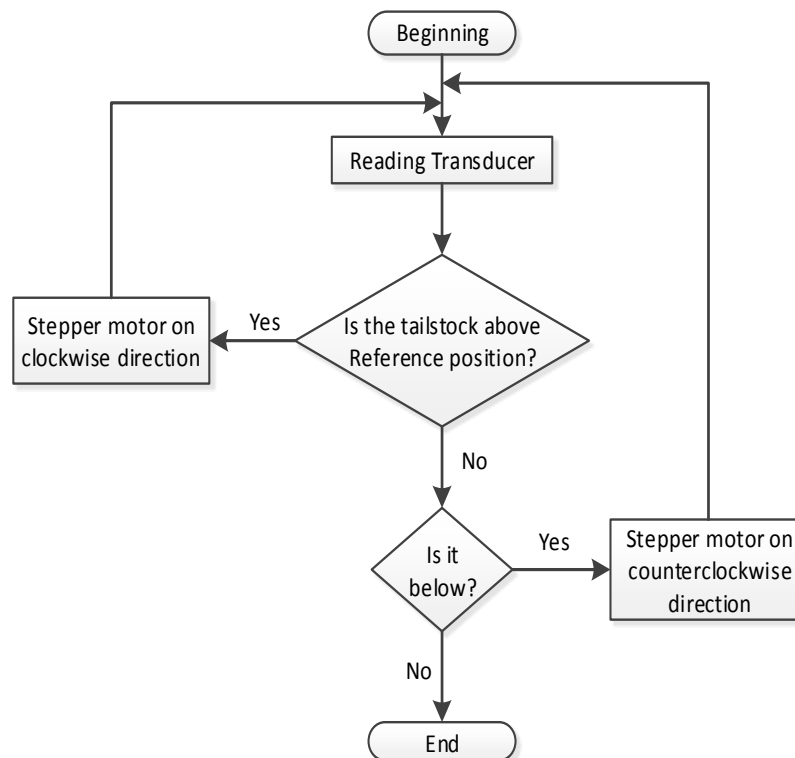 Beginning
Reading Transducer
Is the tailstock above
Reference position?
Yes
Stepper motor on
clockwise direction
No
Is it
below?
Yes
Stepper motor on
counterclockwise
direction
No
End